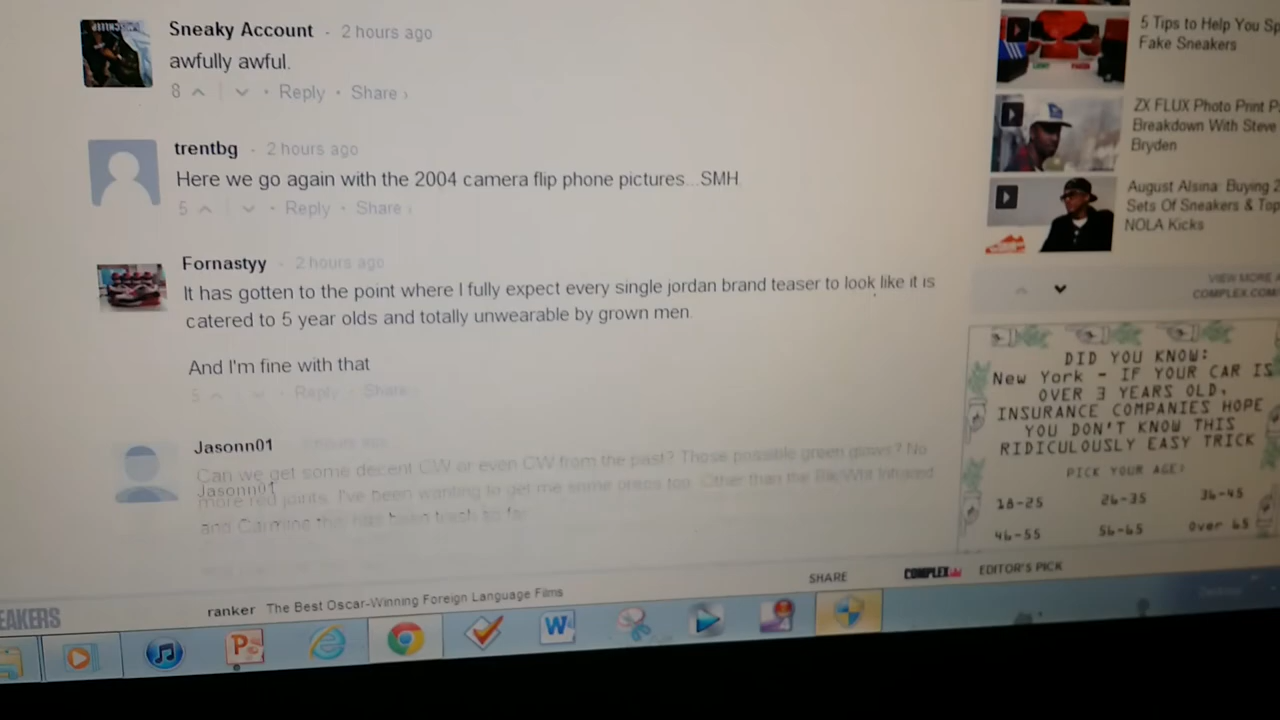 Sneaky Account - 2 hours ago
awfully awful.
8 Reply • Share ›
trentbg - 2 hours ago
Here we go again with the 2004 camera flip phone pictures...SMH
5 Reply • Share ›
Fornastyy - 2 hours ago
It has gotten to the point where I fully expect every single jordan brand teaser to look like it is
catered to 5 year olds and totally unwearable by grown men.
And I'm fine with that
5 Reply • Share
Jasonn01
Can we get some decent CW or even CW from the past? Those possible green glows? No
Jasonn01
more red joints. I've been wanting to get me some oreos too. Other than the Blk/Wht Infrared
and Carmine this has been trash so far
5 Tips to Help You Sp
Fake Sneakers
ZX FLUX Photo Print P
Breakdown With Steve
Bryden
August Alsina: Buying 2
Sets Of Sneakers & Top
NOLA Kicks
VIEW MORE
COMPLEX.COM
DID YOU KNOW:
New York - IF YOUR CAR IS
OVER 3 YEARS OLD,
INSURANCE COMPANIES HOPE
YOU DON'T KNOW THIS
RIDICULOUSLY EASY TRICK
PICK YOUR AGE:
18-25 26-35 36-45
46-55 56-65 Over 65
EAKERS
ranker The Best Oscar-Winning Foreign Language Films
SHARE
COMPLEX EDITOR'S PICK